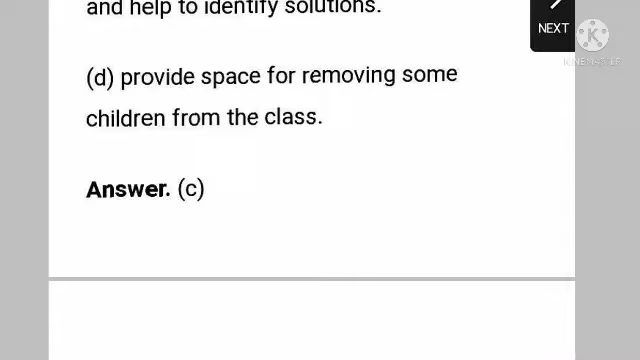 and help to identify solutions.
NEXT
(d) provide space for removing some
children from the class.
Answer. (c)